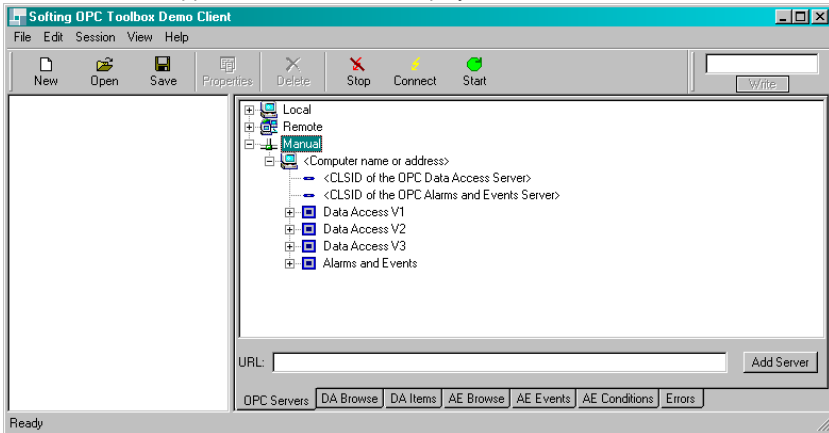 Softing OPC Toolbox Demo Client
File Edit Session View Help
New Open Save Properties Delete Stop Connect Start Write
Local
Remote
Manual
<Computer name or address>
<CLSID of the OPC Data Access Server>
<CLSID of the OPC Alarms and Events Server>
Data Access V1
Data Access V2
Data Access V3
Alarms and Events
URL: Add Server
OPC Servers DA Browse DA Items AE Browse AE Events AE Conditions Errors
Ready